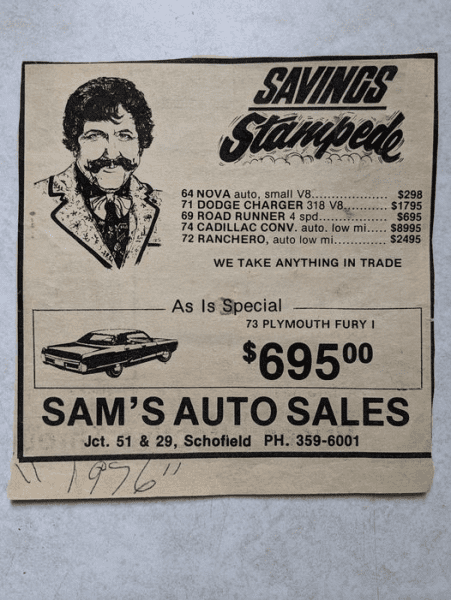 SAVINGS
Stampede
64 NOVA auto, small V8.................... $298
71 DODGE CHARGER 318 V8.......... $1795
69 ROAD RUNNER 4 spd.................. $695
74 CADILLAC CONV. auto. low mi..... $8995
72 RANCHERO, auto low mi............. $2495
WE TAKE ANYTHING IN TRADE
As Is Special
73 PLYMOUTH FURY I
$695.00
SAM'S AUTO SALES
Jct. 51 & 29, Schofield PH. 359-6001
"1976"